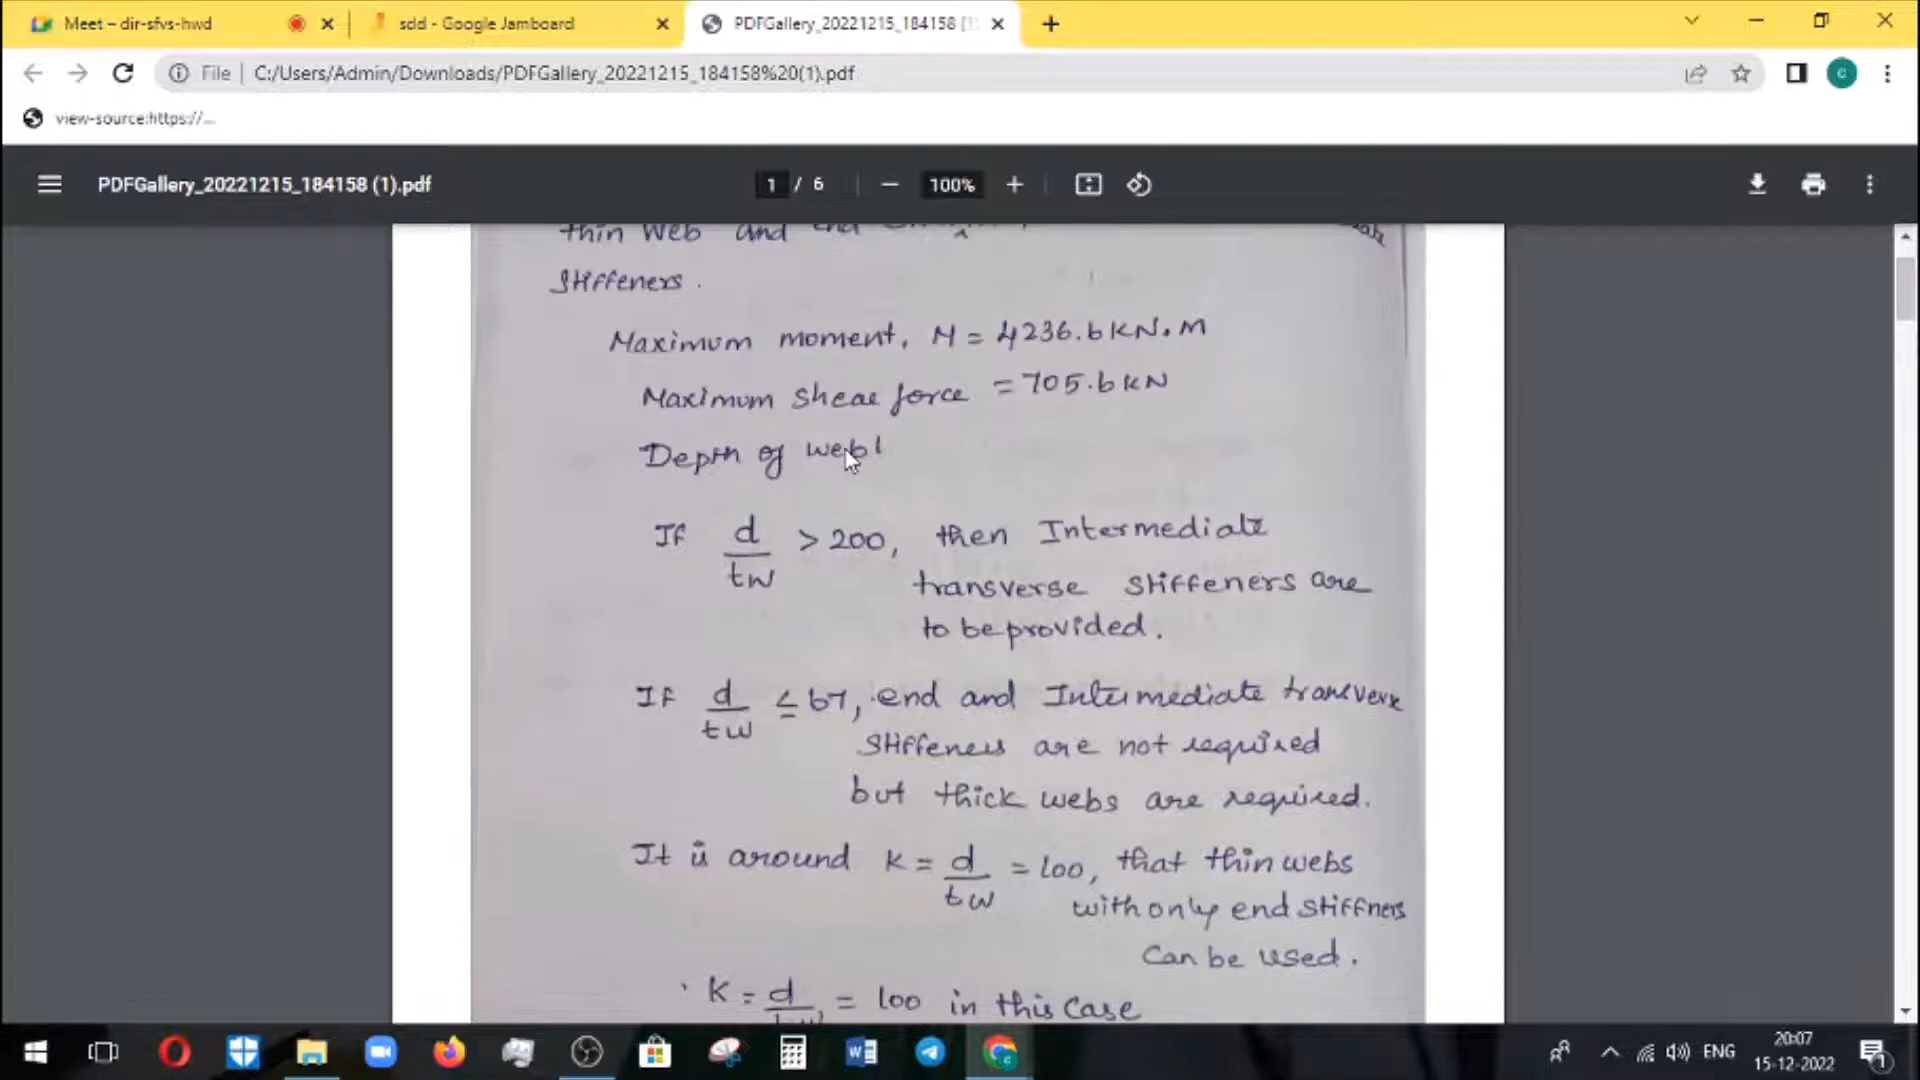 Meet – dir-sfvs-hwd
sdd - Google Jamboard
PDFGallery_20221215_184158 (1)
File
C:/Users/Admin/Downloads/PDFGallery_20221215_184158%20(1).pdf
C
view-source:https://...
PDFGallery_20221215_184158 (1).pdf
1 / 6
100%
thin Web and end
Stiffeners.
Maximum moment, M = 4236.6 KN.M
Maximum Shear force = 705.6 KN
Depth of web
If d/tw > 200, then Intermediate
transverse stiffeners are
to be provided.
If d/tw ≤ 67, end and Intermediate transverse
stiffeners are not required
but thick webs are required.
It is around K = d/tw = 100, that thin webs
with only end stiffners
Can be used.
K = d/tw = 100 in this case
ENG
20:07
15-12-2022
1